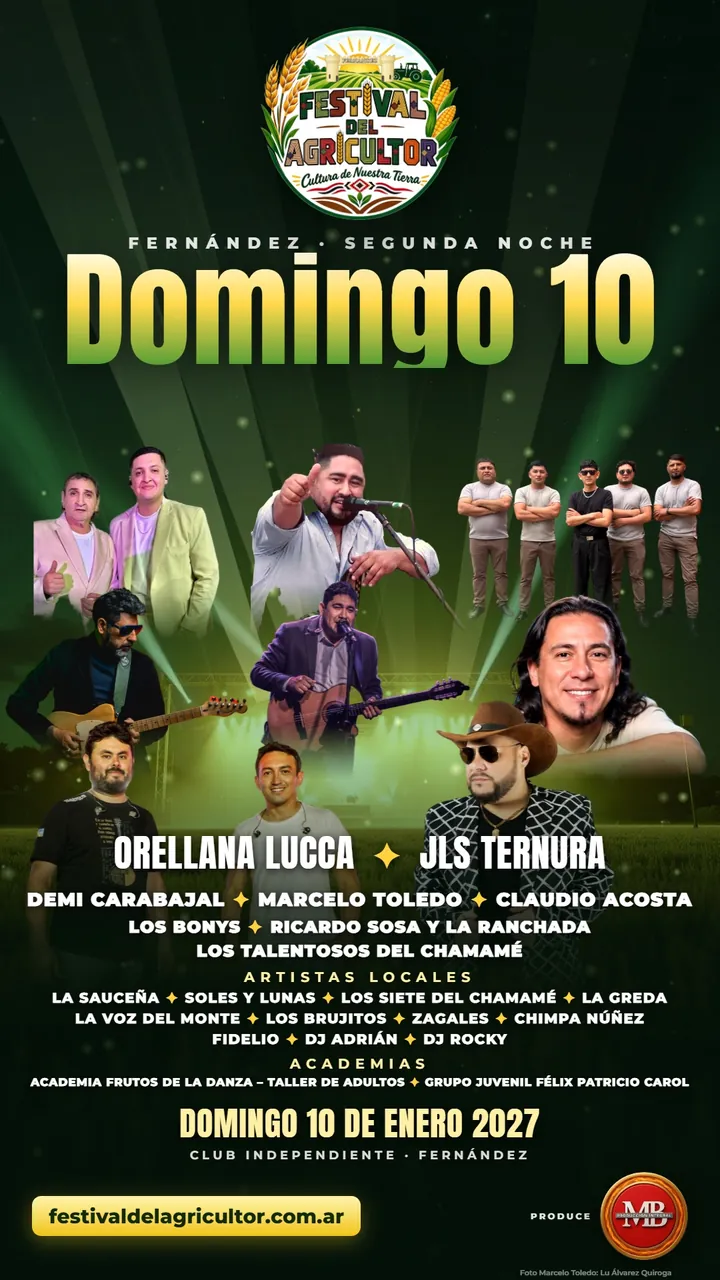 FERNÁNDEZ
FESTIVAL
DEL
AGRICULTOR
Cultura de Nuestra Tierra
FERNÁNDEZ · SEGUNDA NOCHE
Domingo 10
ORELLANA LUCCA ✦ JLS TERNURA
DEMI CARABAJAL ✦ MARCELO TOLEDO ✦ CLAUDIO ACOSTA
LOS BONYS ✦ RICARDO SOSA Y LA RANCHADA
LOS TALENTOSOS DEL CHAMAMÉ
ARTISTAS LOCALES
LA SAUCEÑA ✦ SOLES Y LUNAS ✦ LOS SIETE DEL CHAMAMÉ ✦ LA GREDA
LA VOZ DEL MONTE ✦ LOS BRUJITOS ✦ ZAGALES ✦ CHIMPA NÚÑEZ
FIDELIO ✦ DJ ADRIÁN ✦ DJ ROCKY
ACADEMIAS
ACADEMIA FRUTOS DE LA DANZA – TALLER DE ADULTOS ✦ GRUPO JUVENIL FÉLIX PATRICIO CAROL
DOMINGO 10 DE ENERO 2027
CLUB INDEPENDIENTE · FERNÁNDEZ
festivaldelagricultor.com.ar
PRODUCE
MB
PRODUCCIÓN INTEGRAL
Foto Marcelo Toledo: Lu Álvarez Quiroga